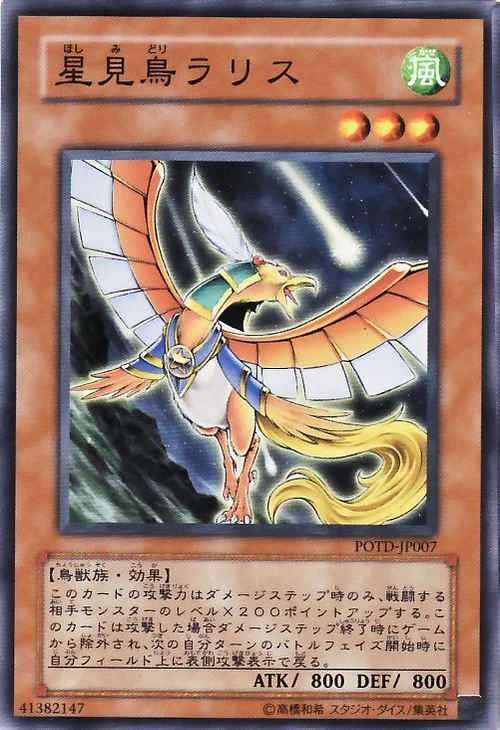 星見鳥ラリス
風
POTD-JP007
【鳥獣族・効果】
このカードの攻撃力はダメージステップ時のみ、戦闘する
相手モンスターのレベル×200ポイントアップする。こ
のカードは攻撃した場合ダメージステップ終了時にゲーム
から除外され、次の自分ターンのバトルフェイズ開始時に
自分フィールド上に表側攻撃表示で戻る。
ATK/ 800 DEF/ 800
41382147 ©高橋和希 スタジオ・ダイス/集英社